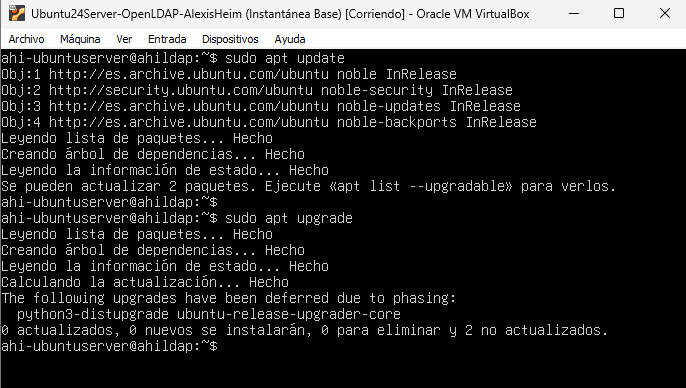 Ubuntu24Server-OpenLDAP-AlexisHeim (Instantánea Base) [Corriendo] - Oracle VM VirtualBox
Archivo Máquina Ver Entrada Dispositivos Ayuda
ahi-ubuntuserver@ahildap:~$ sudo apt update
Obj:1 http://es.archive.ubuntu.com/ubuntu noble InRelease
Obj:2 http://security.ubuntu.com/ubuntu noble-security InRelease
Obj:3 http://es.archive.ubuntu.com/ubuntu noble-updates InRelease
Obj:4 http://es.archive.ubuntu.com/ubuntu noble-backports InRelease
Leyendo lista de paquetes... Hecho
Creando árbol de dependencias... Hecho
Leyendo la información de estado... Hecho
Se pueden actualizar 2 paquetes. Ejecute «apt list --upgradable» para verlos.
ahi-ubuntuserver@ahildap:~$
ahi-ubuntuserver@ahildap:~$ sudo apt upgrade
Leyendo lista de paquetes... Hecho
Creando árbol de dependencias... Hecho
Leyendo la información de estado... Hecho
Calculando la actualización... Hecho
The following upgrades have been deferred due to phasing:
  python3-distupgrade ubuntu-release-upgrader-core
0 actualizados, 0 nuevos se instalarán, 0 para eliminar y 2 no actualizados.
ahi-ubuntuserver@ahildap:~$